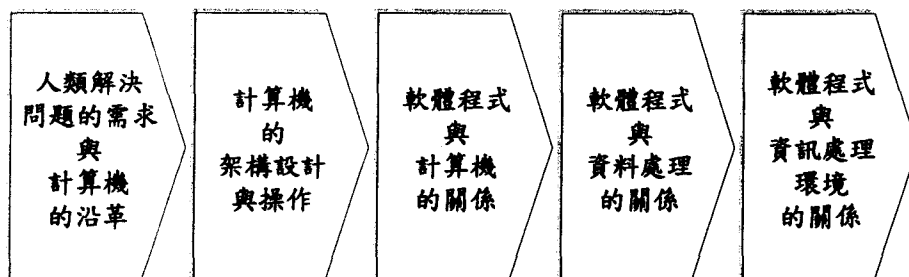 人類解決
問題的需求
與
計算機
的沿革
計算機
的
架構設計
與操作
軟體程式
與
計算機
的關係
軟體程式
與
資料處理
的關係
軟體程式
與
資訊處理
環境
的關係